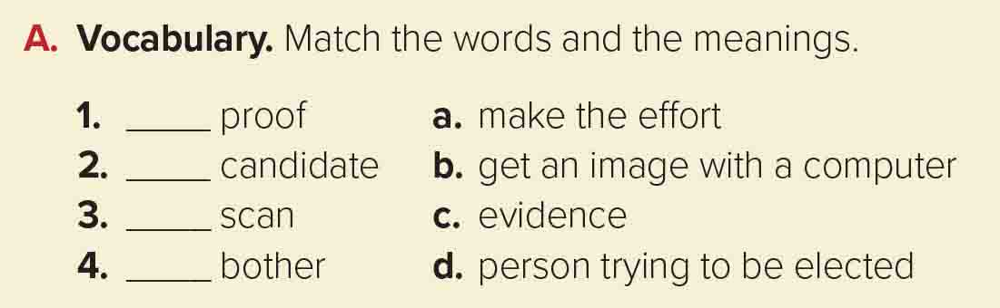 A. Vocabulary. Match the words and the meanings.
1. _____ proof a. make the effort
2. _____ candidate b. get an image with a computer
3. _____ scan c. evidence
4. _____ bother d. person trying to be elected